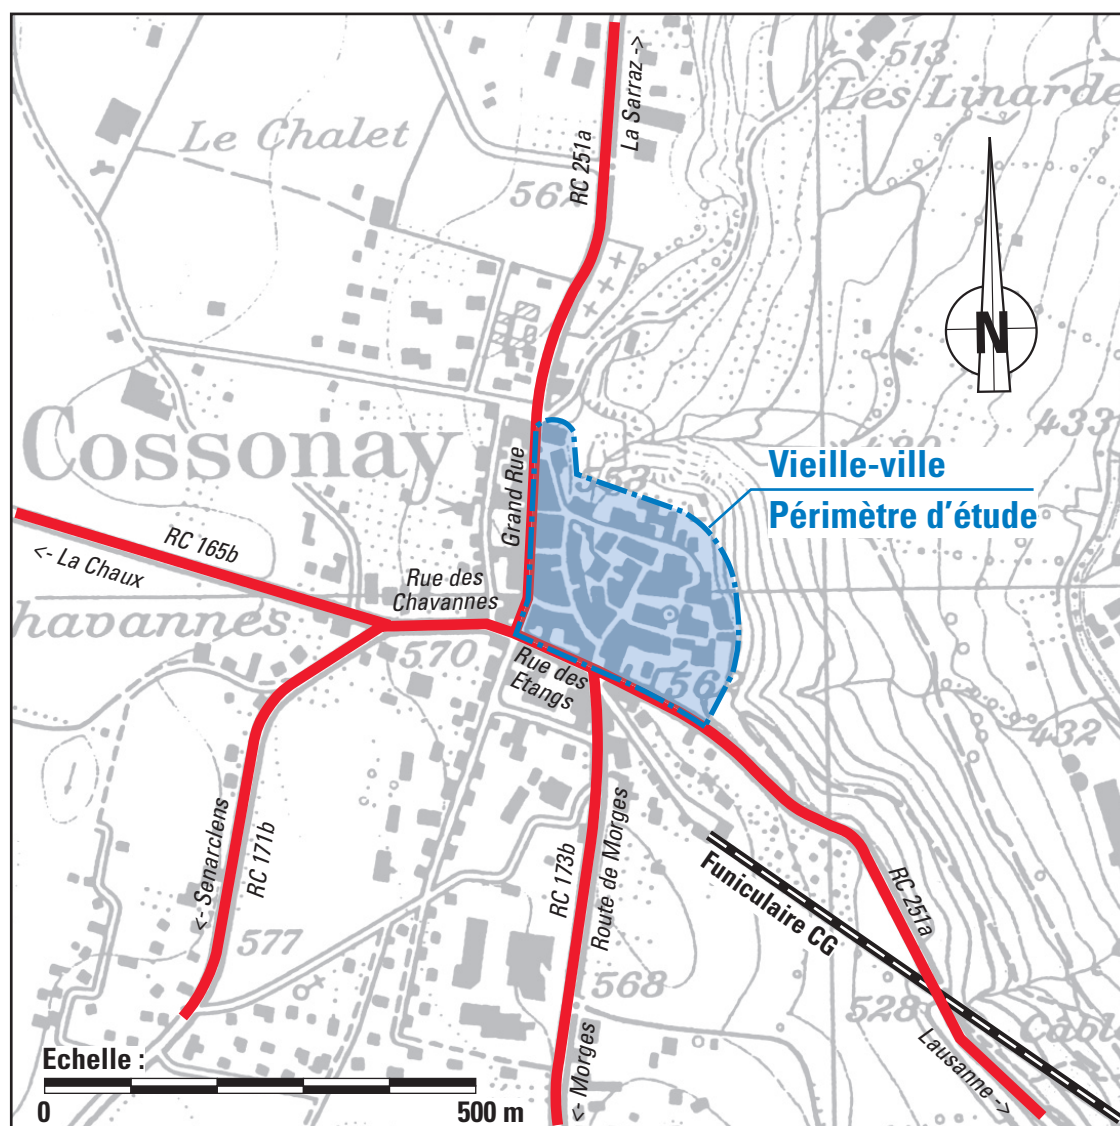 La Sarraz ->
513
Les Linarde
Le Chalet
RC 251a
56
N
433
Cossonay
Vieille-ville
Périmètre d'étude
Grand Rue
RC 165b
<- La Chaux
Rue des
Chavannes
havannes
570
Rue des
Etangs
56
432
<- Senarclens
RC 171b
RC 173b
Route de Morges
Funiculaire CG
RC 251a
577
568
528
Lausanne ->
<- Morges
Echelle :
0
500 m